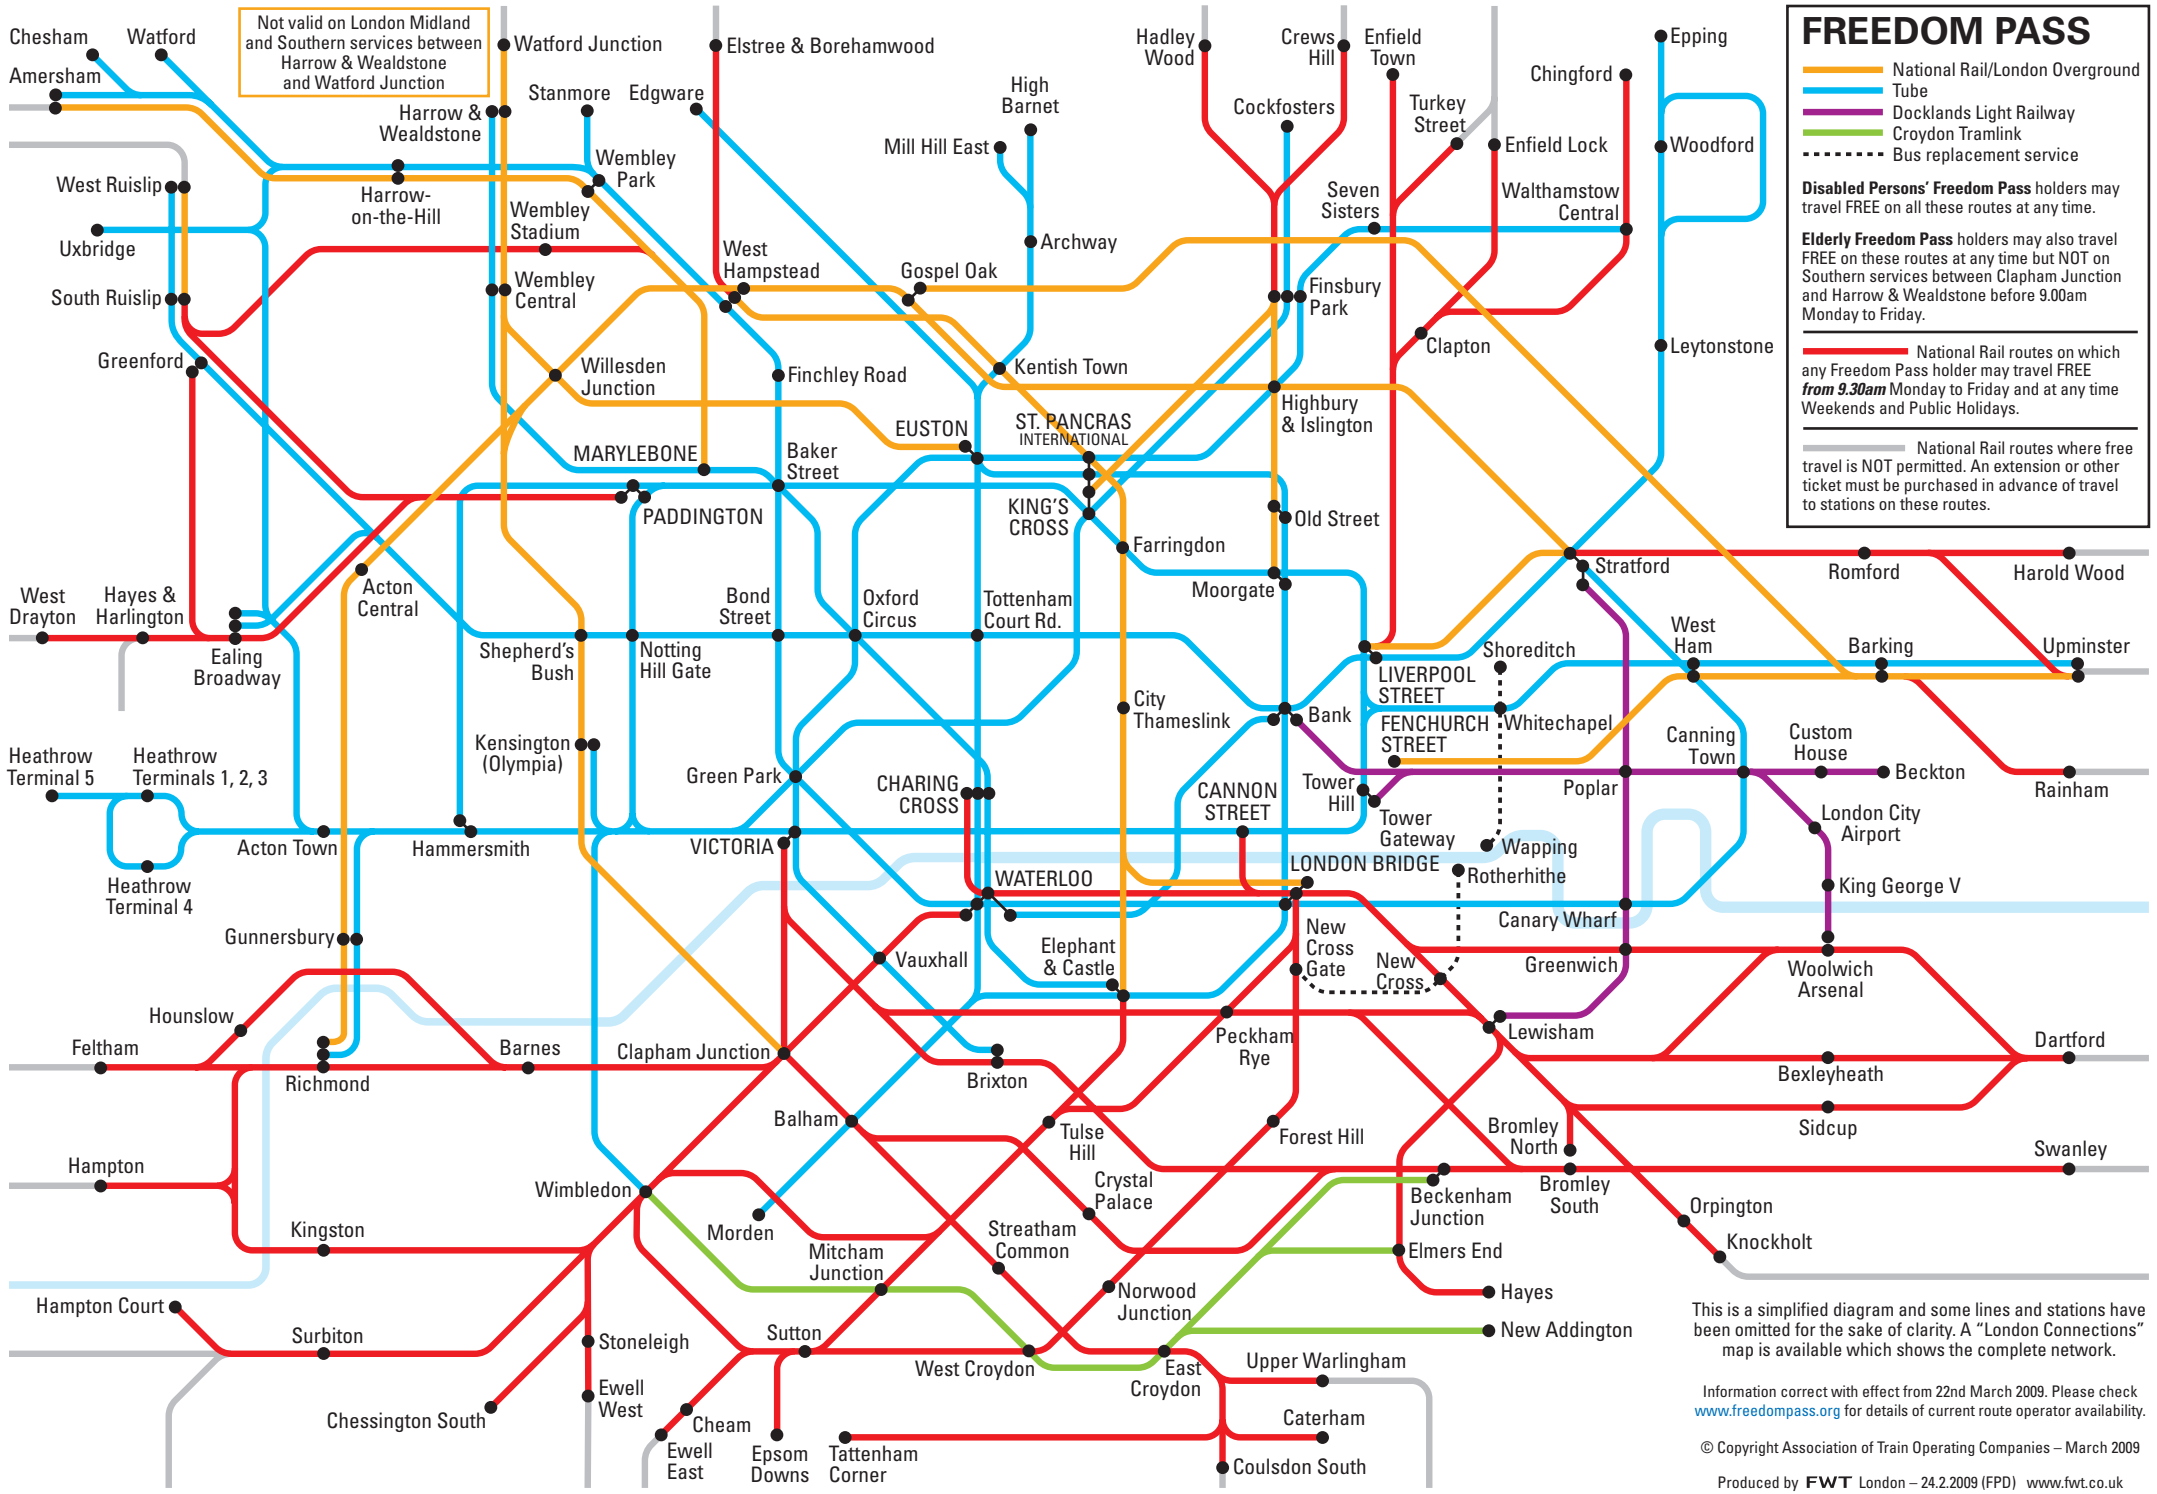 Chesham
Watford
Amersham
Not valid on London Midland
and Southern services between
Harrow & Wealdstone
and Watford Junction
Watford Junction
Elstree & Borehamwood
Hadley
Wood
Crews
Hill
Enfield
Town
Epping
Chingford
Harrow &
Wealdstone
Stanmore
Edgware
High
Barnet
Cockfosters
Turkey
Street
Mill Hill East
Enfield Lock
Woodford
West Ruislip
Harrow-
on-the-Hill
Wembley
Park
Wembley
Stadium
Seven
Sisters
Walthamstow
Central
Uxbridge
West
Hampstead
Archway
Gospel Oak
South Ruislip
Wembley
Central
Finsbury
Park
Greenford
Willesden
Junction
Finchley Road
Kentish Town
Clapton
Leytonstone
Highbury
& Islington
EUSTON
ST. PANCRAS
INTERNATIONAL
MARYLEBONE
Baker
Street
PADDINGTON
KING'S
CROSS
Old Street
Farringdon
Moorgate
Stratford
Romford
Harold Wood
West
Drayton
Hayes &
Harlington
Acton
Central
Ealing
Broadway
Shepherd's
Bush
Notting
Hill Gate
Bond
Street
Oxford
Circus
Tottenham
Court Rd.
LIVERPOOL
STREET
Shoreditch
West
Ham
Barking
Upminster
City
Thameslink
Bank
FENCHURCH
STREET
Whitechapel
Canning
Town
Custom
House
Beckton
Heathrow
Terminal 5
Heathrow
Terminals 1, 2, 3
Kensington
(Olympia)
Green Park
CHARING
CROSS
CANNON
STREET
Tower
Hill
Tower
Gateway
Poplar
Rainham
London City
Airport
Acton Town
Hammersmith
VICTORIA
Heathrow
Terminal 4
WATERLOO
LONDON BRIDGE
Wapping
Rotherhithe
King George V
Canary Wharf
Gunnersbury
Vauxhall
Elephant
& Castle
New
Cross
Gate
New
Cross
Greenwich
Woolwich
Arsenal
Hounslow
Feltham
Richmond
Barnes
Clapham Junction
Brixton
Peckham
Rye
Lewisham
Dartford
Bexleyheath
Balham
Tulse
Hill
Forest Hill
Bromley
North
Sidcup
Swanley
Hampton
Wimbledon
Morden
Crystal
Palace
Beckenham
Junction
Bromley
South
Orpington
Kingston
Mitcham
Junction
Streatham
Common
Norwood
Junction
Elmers End
Knockholt
Hayes
Hampton Court
Surbiton
Stoneleigh
Sutton
West Croydon
East
Croydon
New Addington
Upper Warlingham
Chessington South
Ewell
West
Cheam
Ewell
East
Epsom
Downs
Tattenham
Corner
Caterham
Coulsdon South
FREEDOM PASS
National Rail/London Overground
Tube
Docklands Light Railway
Croydon Tramlink
Bus replacement service
Disabled Persons' Freedom Pass holders may
travel FREE on all these routes at any time.
Elderly Freedom Pass holders may also travel
FREE on these routes at any time but NOT on
Southern services between Clapham Junction
and Harrow & Wealdstone before 9.00am
Monday to Friday.
National Rail routes on which
any Freedom Pass holder may travel FREE
from 9.30am Monday to Friday and at any time
Weekends and Public Holidays.
National Rail routes where free
travel is NOT permitted. An extension or other
ticket must be purchased in advance of travel
to stations on these routes.
This is a simplified diagram and some lines and stations have
been omitted for the sake of clarity. A “London Connections”
map is available which shows the complete network.
Information correct with effect from 22nd March 2009. Please check
www.freedompass.org for details of current route operator availability.
© Copyright Association of Train Operating Companies – March 2009
Produced by FWT London – 24.2.2009 (FPD) www.fwt.co.uk